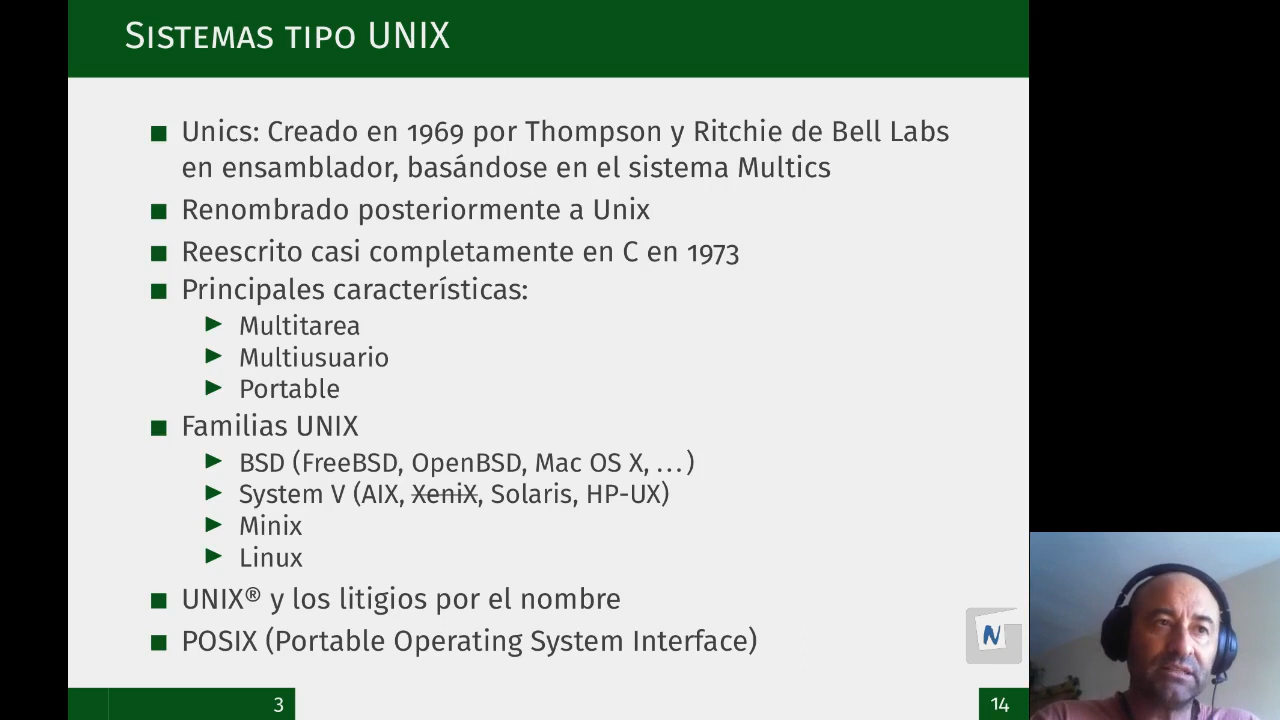 Sistemas tipo UNIX
Unics: Creado en 1969 por Thompson y Ritchie de Bell Labs
en ensamblador, basándose en el sistema Multics
Renombrado posteriormente a Unix
Reescrito casi completamente en C en 1973
Principales características:
Multitarea
Multiusuario
Portable
Familias UNIX
BSD (FreeBSD, OpenBSD, Mac OS X, ...)
System V (AIX, XeniX, Solaris, HP-UX)
Minix
Linux
UNIX® y los litigios por el nombre
POSIX (Portable Operating System Interface)
N
3
14